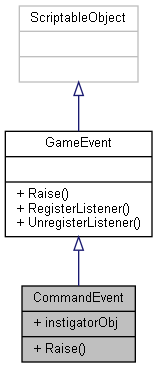 ScriptableObject
GameEvent
+ Raise()
+ RegisterListener()
+ UnregisterListener()
CommandEvent
+ instigatorObj
+ Raise()